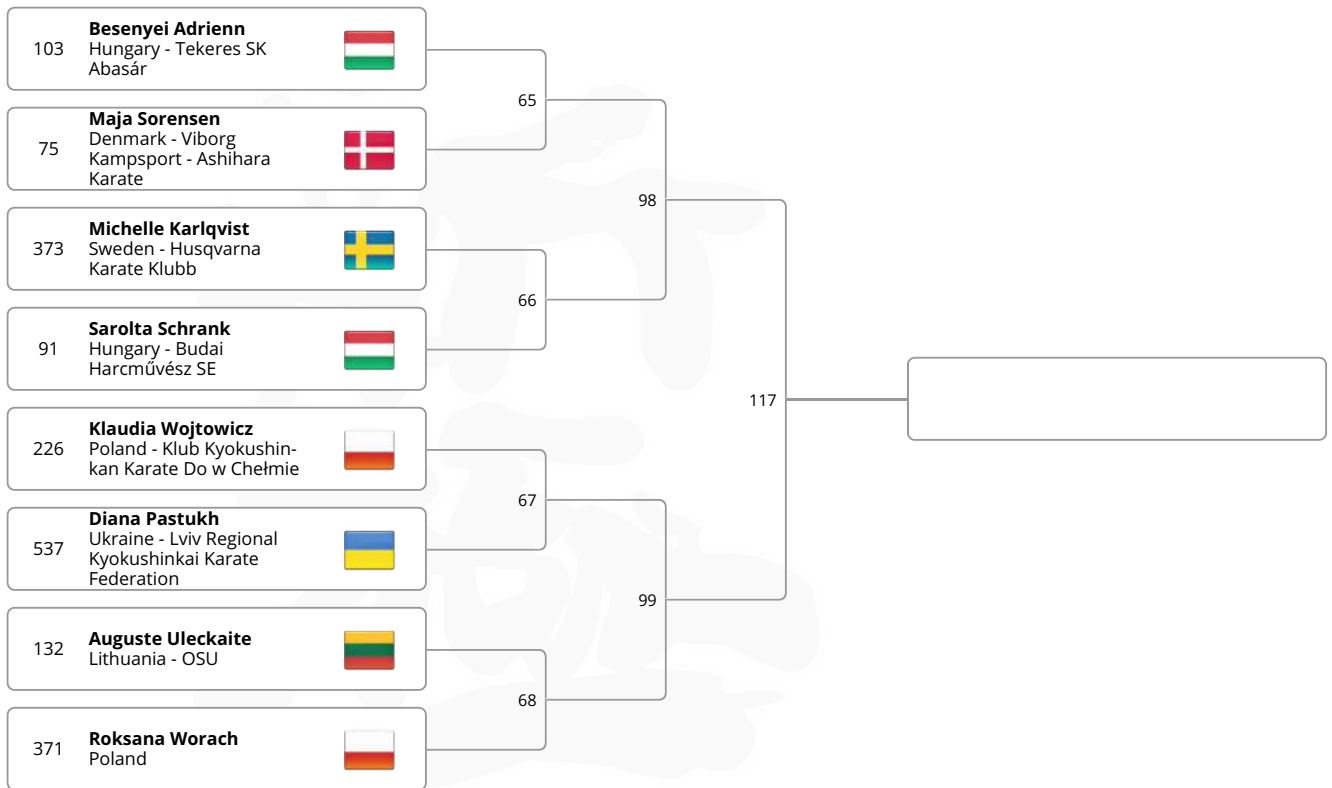 103
Besenyei Adrienn
Hungary - Tekeres SK
Abasár
75
Maja Sorensen
Denmark - Viborg
Kampsport - Ashihara
Karate
373
Michelle Karlqvist
Sweden - Husqvarna
Karate Klubb
91
Sarolta Schrank
Hungary - Budai
Harcművész SE
226
Klaudia Wojtowicz
Poland - Klub Kyokushin-
kan Karate Do w Chełmie
537
Diana Pastukh
Ukraine - Lviv Regional
Kyokushinkai Karate
Federation
132
Auguste Uleckaite
Lithuania - OSU
371
Roksana Worach
Poland
65
66
67
68
98
99
117